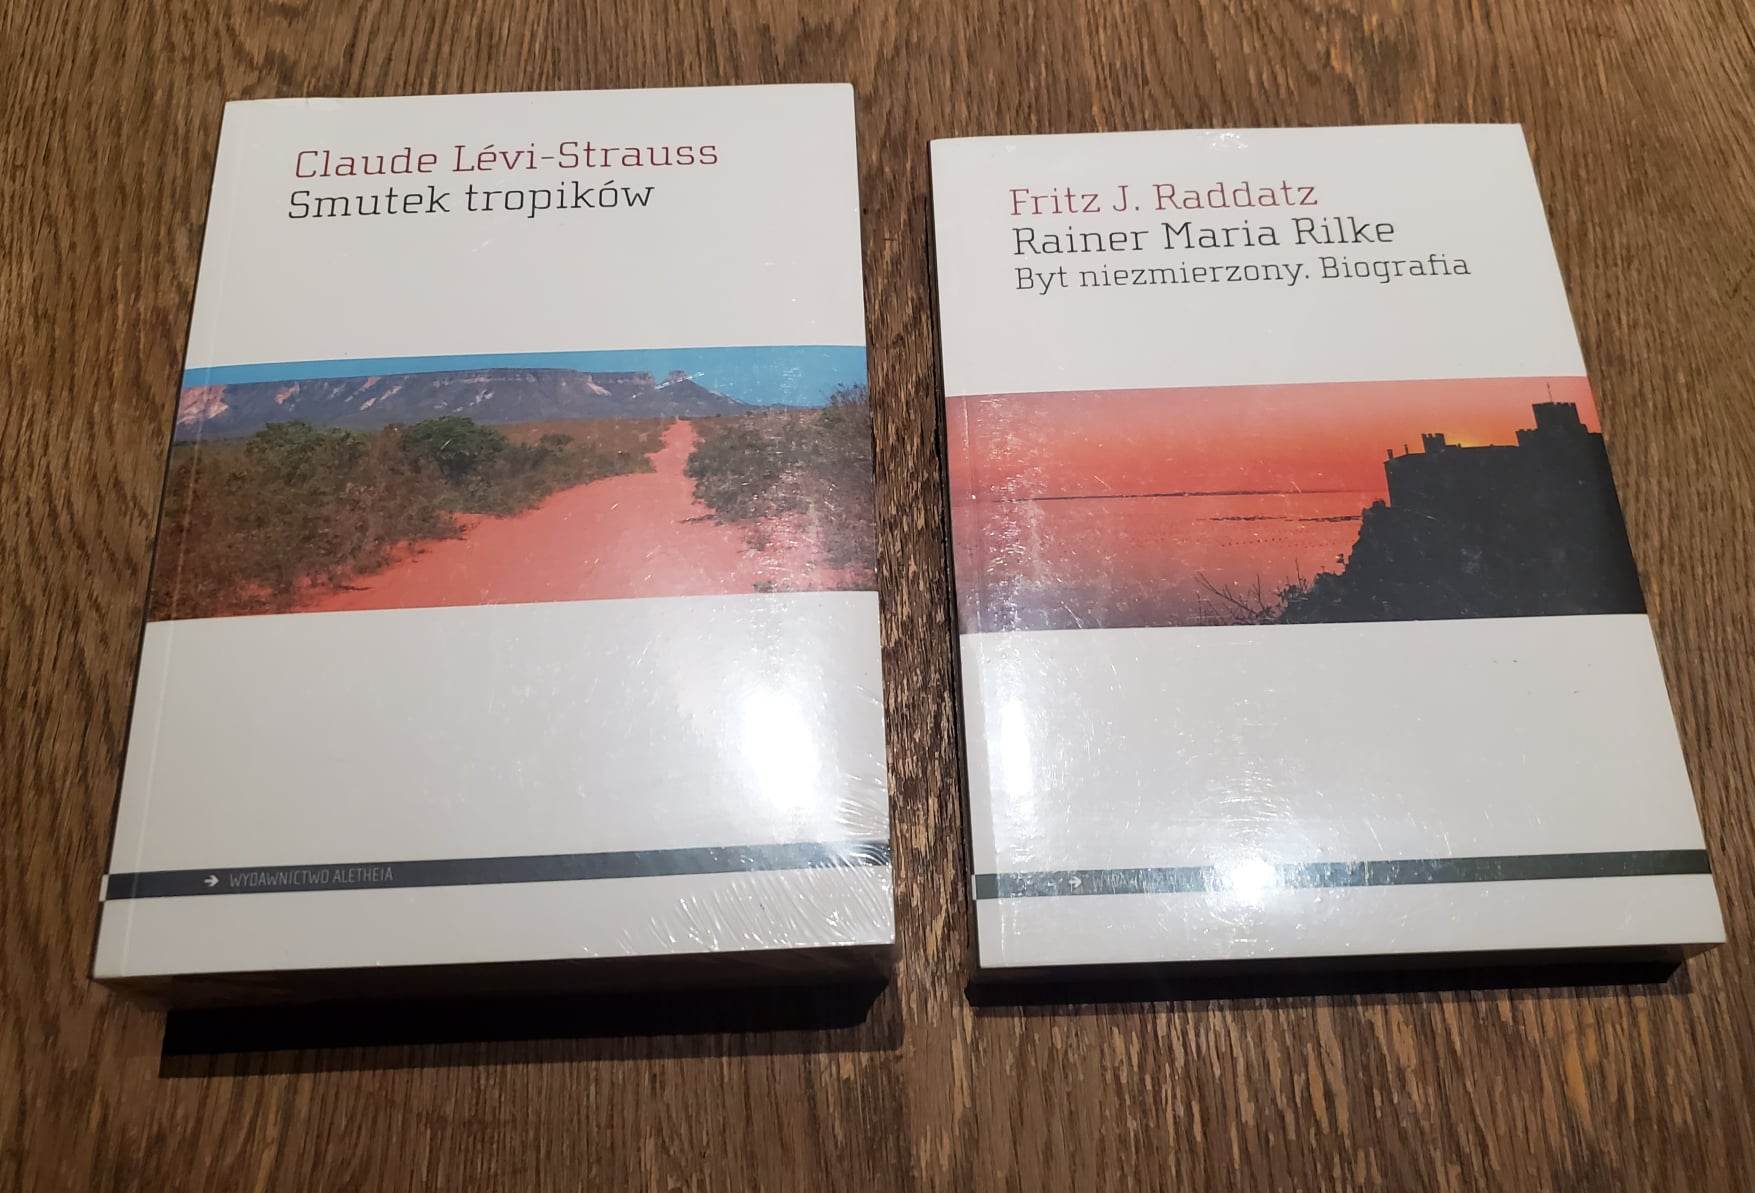 Claude Lévi-Strauss
Smutek tropików
→ WYDAWNICTWO ALETHEIA
Fritz J. Raddatz
Rainer Maria Rilke
Byt niezmierzony. Biografia
→